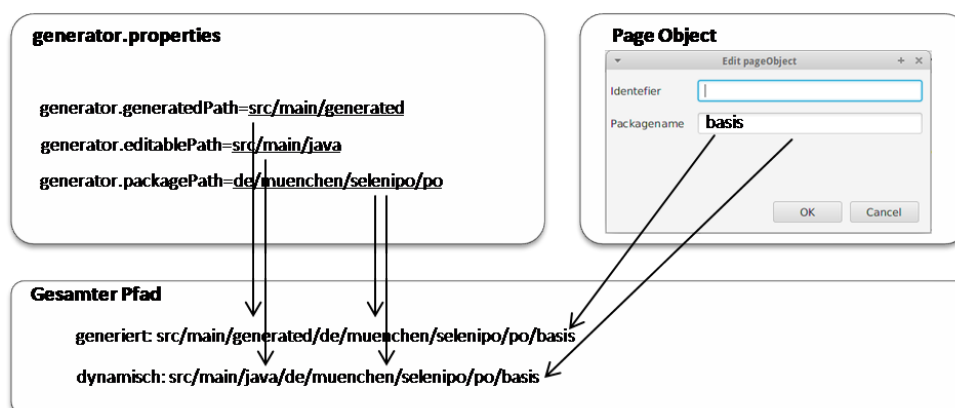 generator.properties
generator.generatedPath=src/main/generated
generator.editablePath=src/main/java
generator.packagePath=de/muenchen/selenipo/po
Page Object
Edit pageObject
Identefier
Packagename basis
OK Cancel
Gesamter Pfad
generiert: src/main/generated/de/muenchen/selenipo/po/basis
dynamisch: src/main/java/de/muenchen/selenipo/po/basis